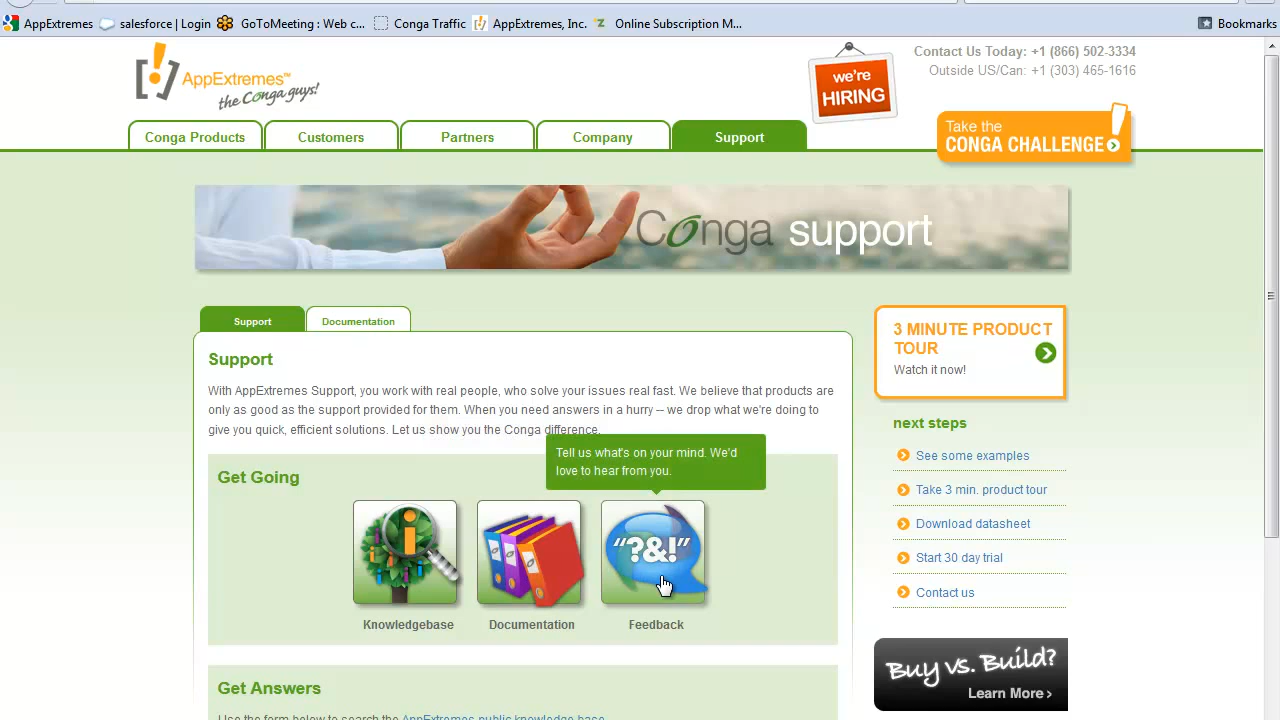 AppExtremes
salesforce | Login
GoToMeeting : Web c...
Conga Traffic
AppExtremes, Inc.
Online Subscription M...
Bookmarks
AppExtremes™
the Conga guys!
we're
HIRING
Contact Us Today: +1 (866) 502-3334
Outside US/Can: +1 (303) 465-1616
Take the
CONGA CHALLENGE
Conga Products
Customers
Partners
Company
Support
Conga support
Support
Documentation
Support
With AppExtremes Support, you work with real people, who solve your issues real fast. We believe that products are
only as good as the support provided for them. When you need answers in a hurry – we drop what we're doing to
give you quick, efficient solutions. Let us show you the Conga difference.
Tell us what's on your mind. We'd
love to hear from you.
Get Going
"?&!"
Knowledgebase
Documentation
Feedback
Get Answers
Use the form below to search the AppExtremes public knowledge base
3 MINUTE PRODUCT
TOUR
Watch it now!
next steps
See some examples
Take 3 min. product tour
Download datasheet
Start 30 day trial
Contact us
Buy vs. Build?
Learn More ›